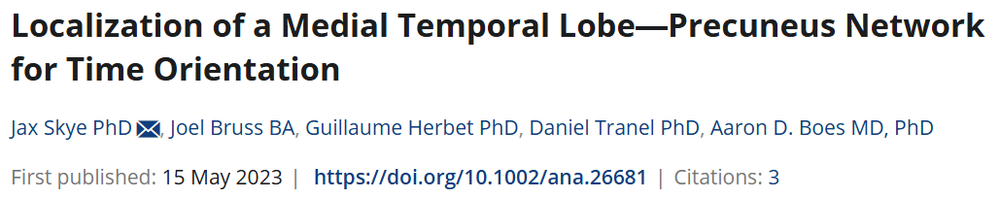 Localization of a Medial Temporal Lobe—Precuneus Network
for Time Orientation
Jax Skye PhD, Joel Bruss BA, Guillaume Herbet PhD, Daniel Tranel PhD, Aaron D. Boes MD, PhD
First published: 15 May 2023 | https://doi.org/10.1002/ana.26681 | Citations: 3